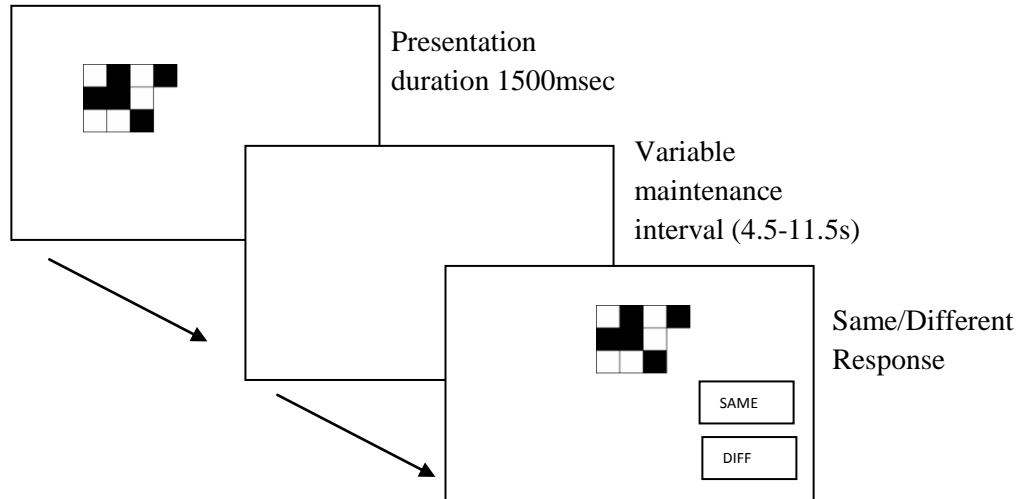 Presentation
duration 1500msec
Variable
maintenance
interval (4.5-11.5s)
Same/Different
Response
SAME
DIFF